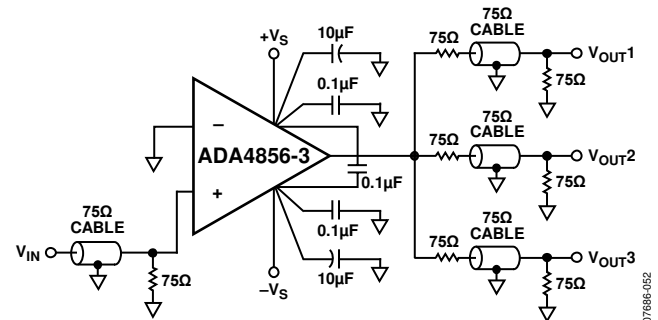 +VS
10µF
0.1µF
–
ADA4856-3
+
0.1µF
0.1µF
10µF
–VS
75Ω
CABLE
VIN
75Ω
75Ω
CABLE
75Ω
VOUT1
75Ω
75Ω
CABLE
75Ω
VOUT2
75Ω
75Ω
CABLE
75Ω
VOUT3
75Ω
07686-052